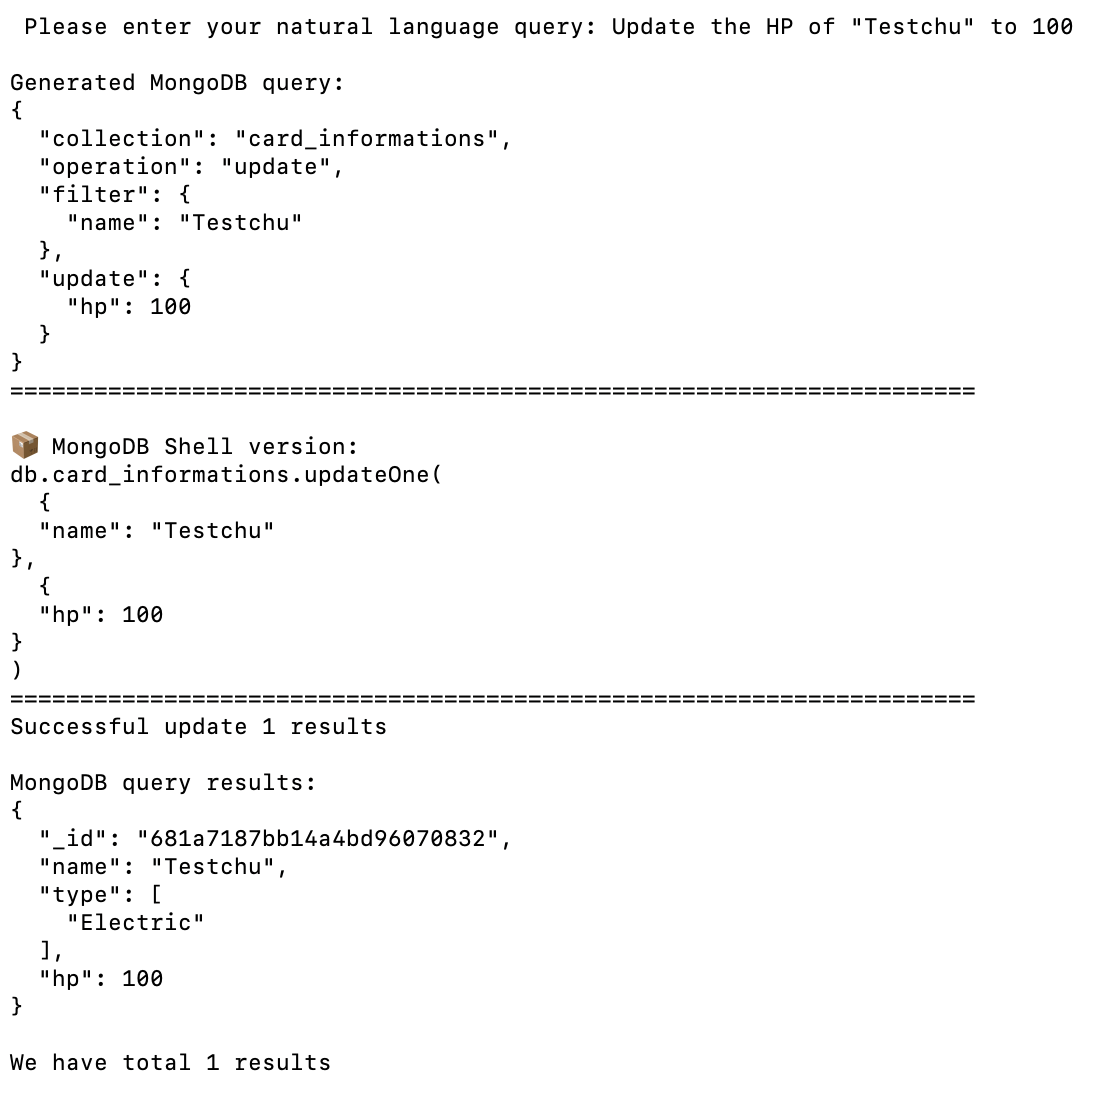 Please enter your natural language query: Update the HP of "Testchu" to 100
Generated MongoDB query:
{
  "collection": "card_informations",
  "operation": "update",
  "filter": {
    "name": "Testchu"
  },
  "update": {
    "hp": 100
  }
}
=====================================================================
📦 MongoDB Shell version:
db.card_informations.updateOne(
  {
  "name": "Testchu"
},
  {
  "hp": 100
}
)
=====================================================================
Successful update 1 results
MongoDB query results:
{
  "_id": "681a7187bb14a4bd96070832",
  "name": "Testchu",
  "type": [
    "Electric"
  ],
  "hp": 100
}
We have total 1 results